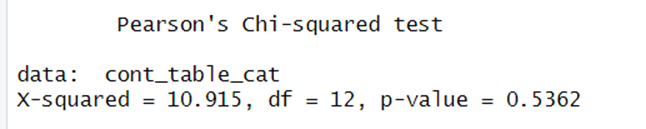 Pearson's Chi-squared test
data:  cont_table_cat
X-squared = 10.915, df = 12, p-value = 0.5362